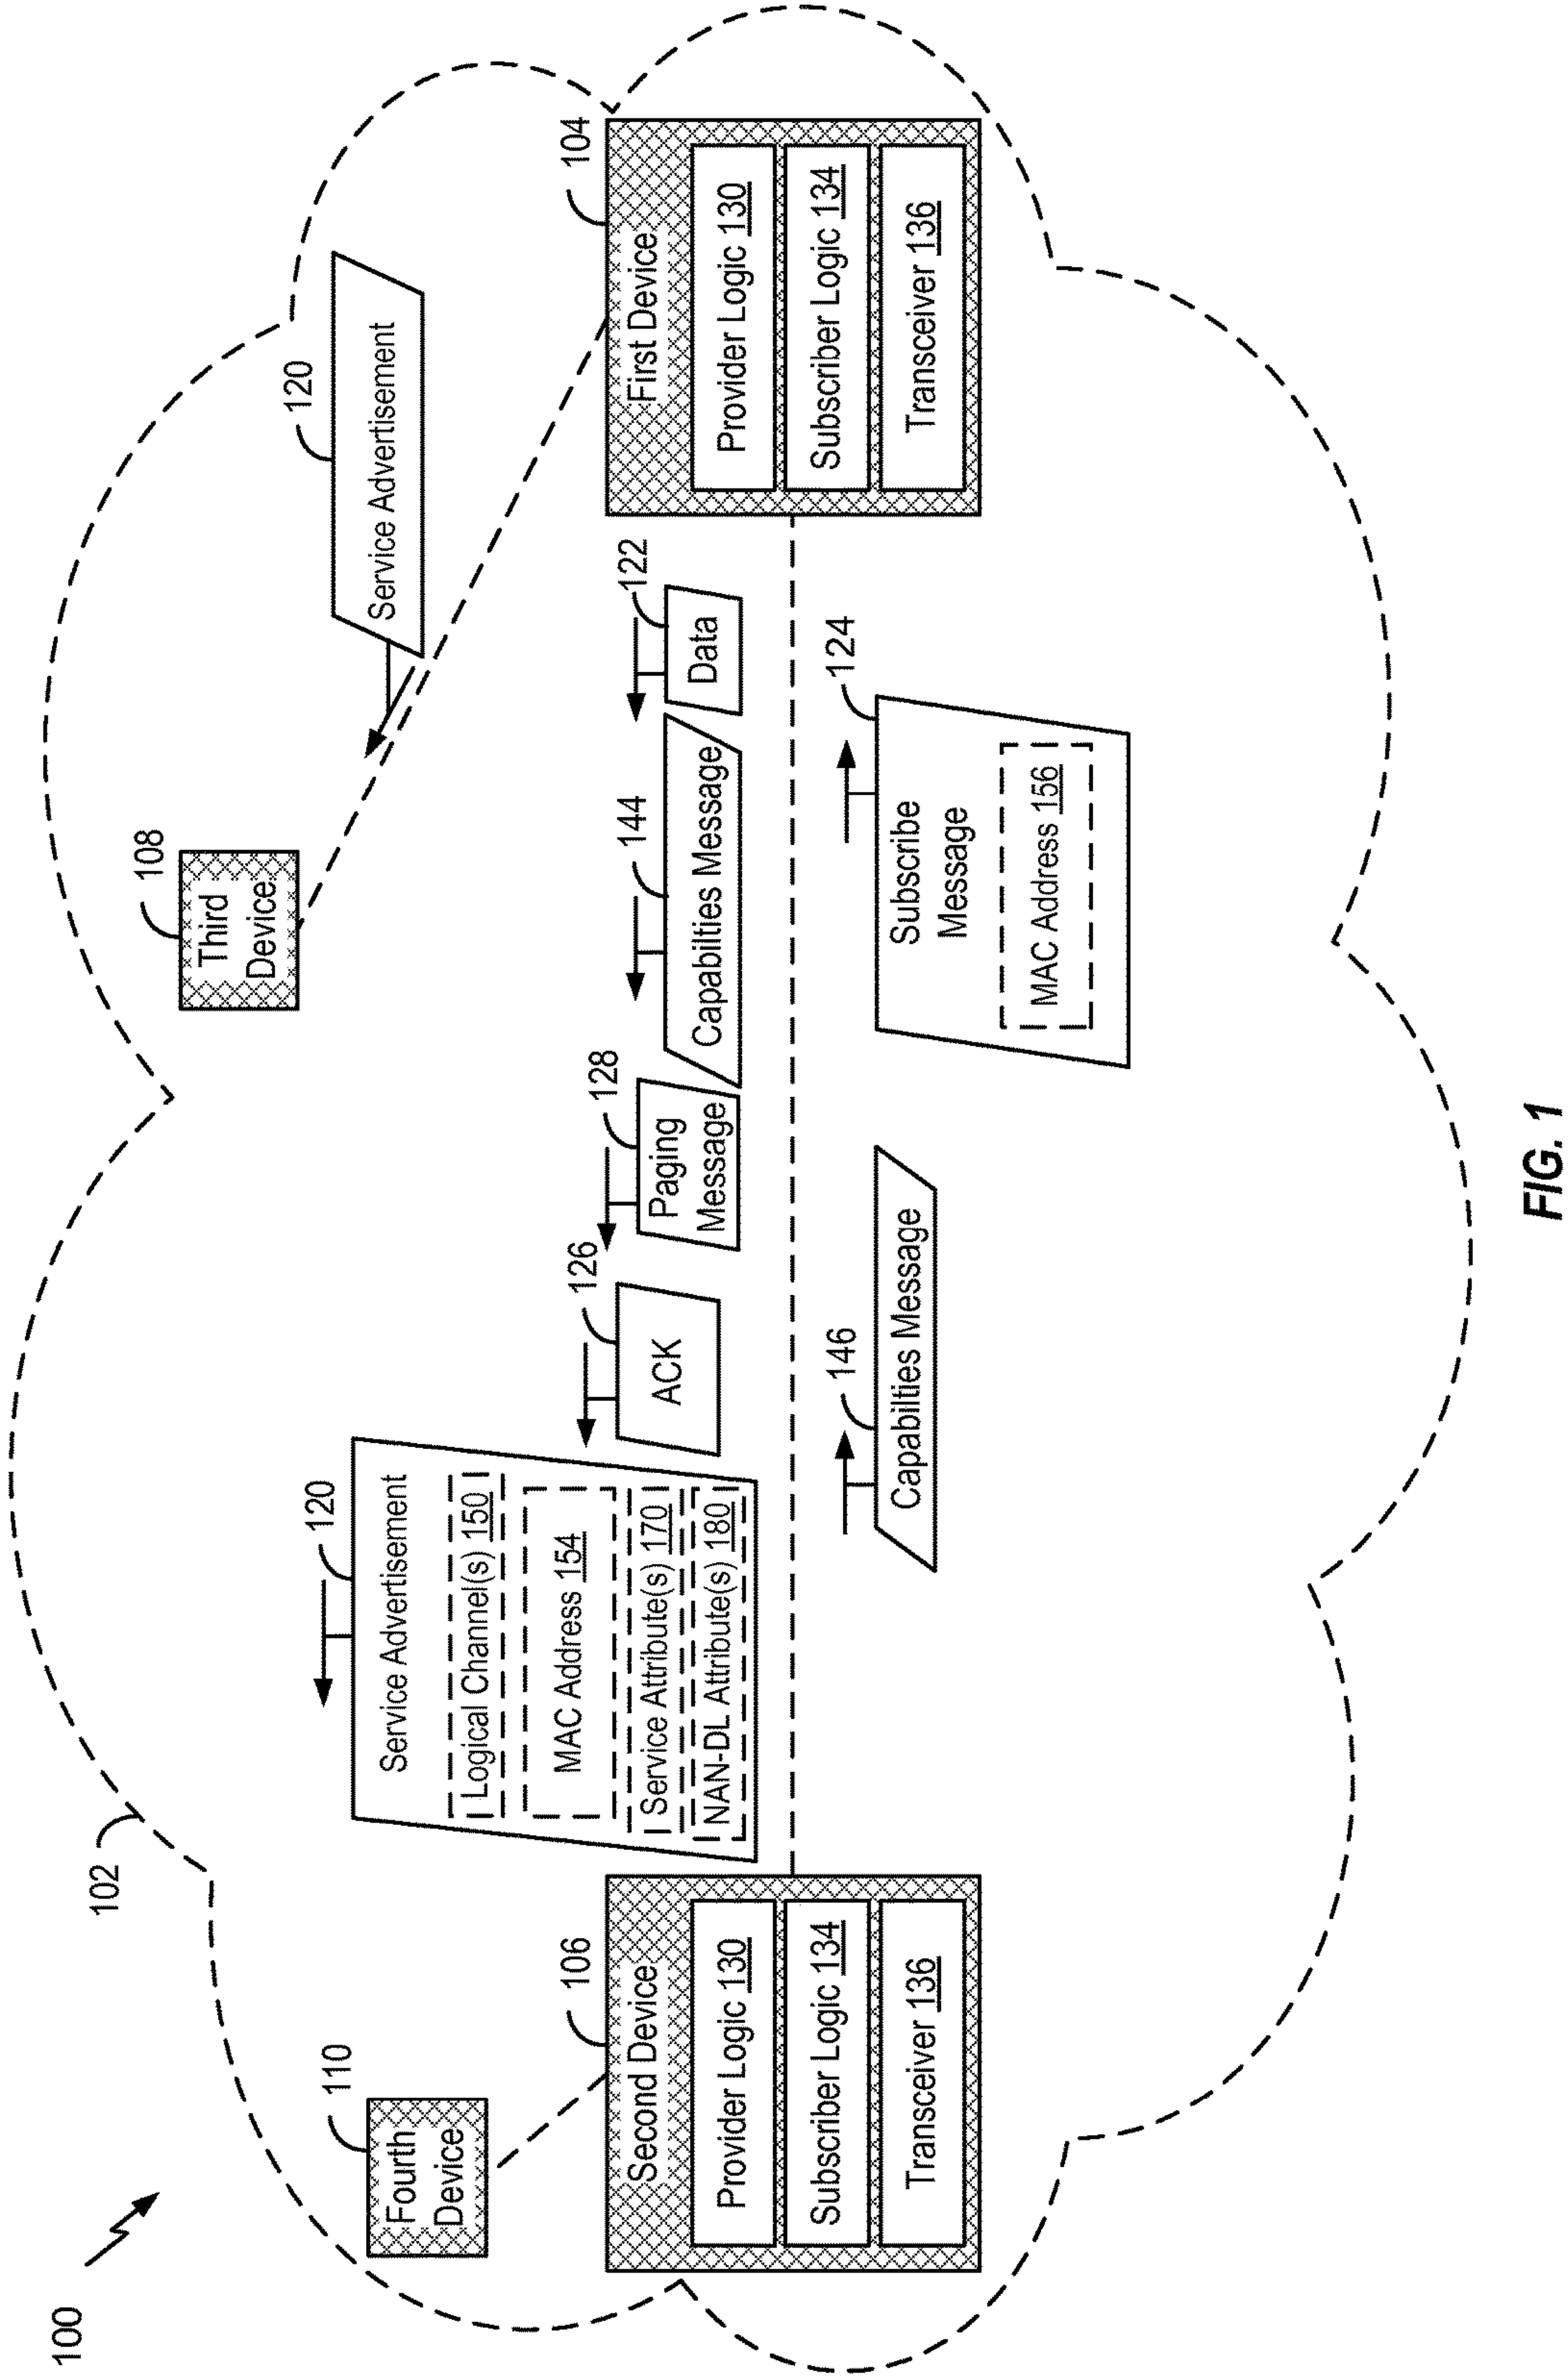 100
102
110
Fourth
Device
106
Second Device
Provider Logic 130
Subscriber Logic 134
Transceiver 136
120
Service Advertisement
Logical Channel(s) 150
MAC Address 154
Service Attribute(s) 170
NAN-DL Attribute(s) 180
126
ACK
128
Paging
Message
144
Capabilties Message
122
Data
146
Capabilties Message
124
Subscribe
Message
MAC Address 156
108
Third
Device
120
Service Advertisement
104
First Device
Provider Logic 130
Subscriber Logic 134
Transceiver 136
FIG. 1